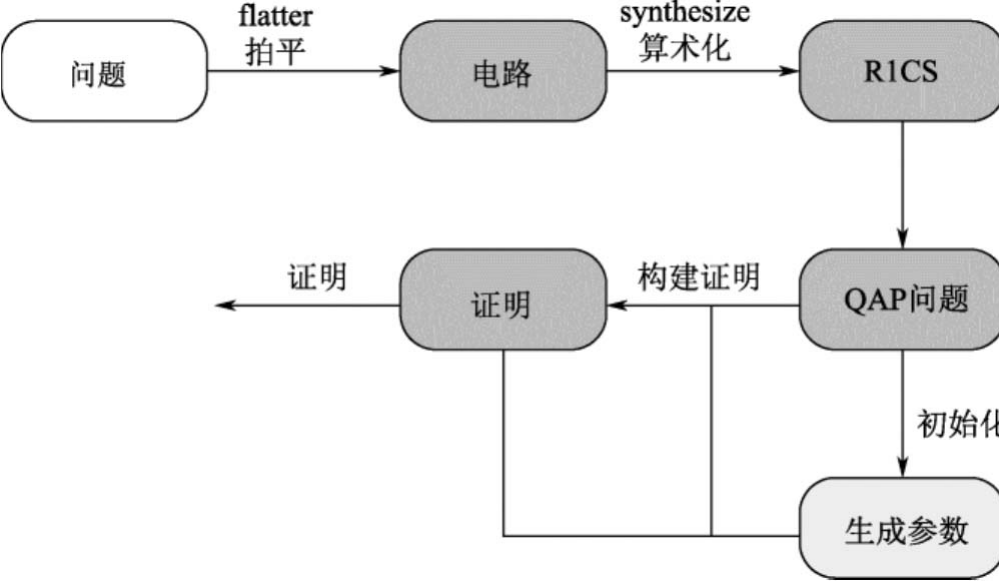 flatter
拍平
synthesize
算术化
问题
电路
R1CS
证明
构建证明
证明
QAP问题
初始化
生成参数